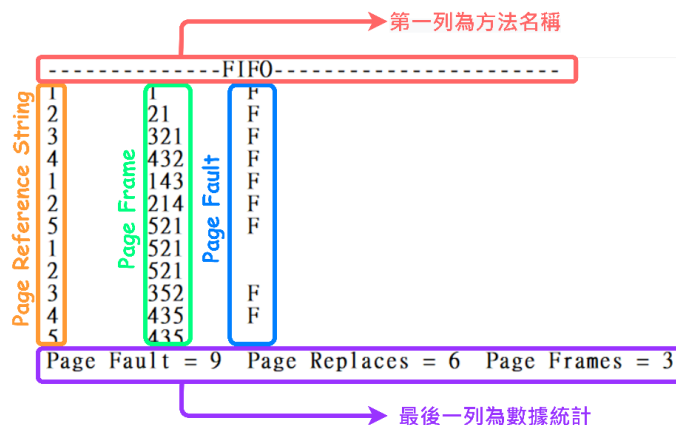 第一列為方法名稱
--------------FIFO-----------------------
Page Reference String
Page Frame
Page Fault
1 1 F
2 21 F
3 321 F
4 432 F
1 143 F
2 214 F
5 521 F
1 521
2 521
3 352 F
4 435 F
5 435
Page Fault = 9 Page Replaces = 6 Page Frames = 3
最後一列為數據統計